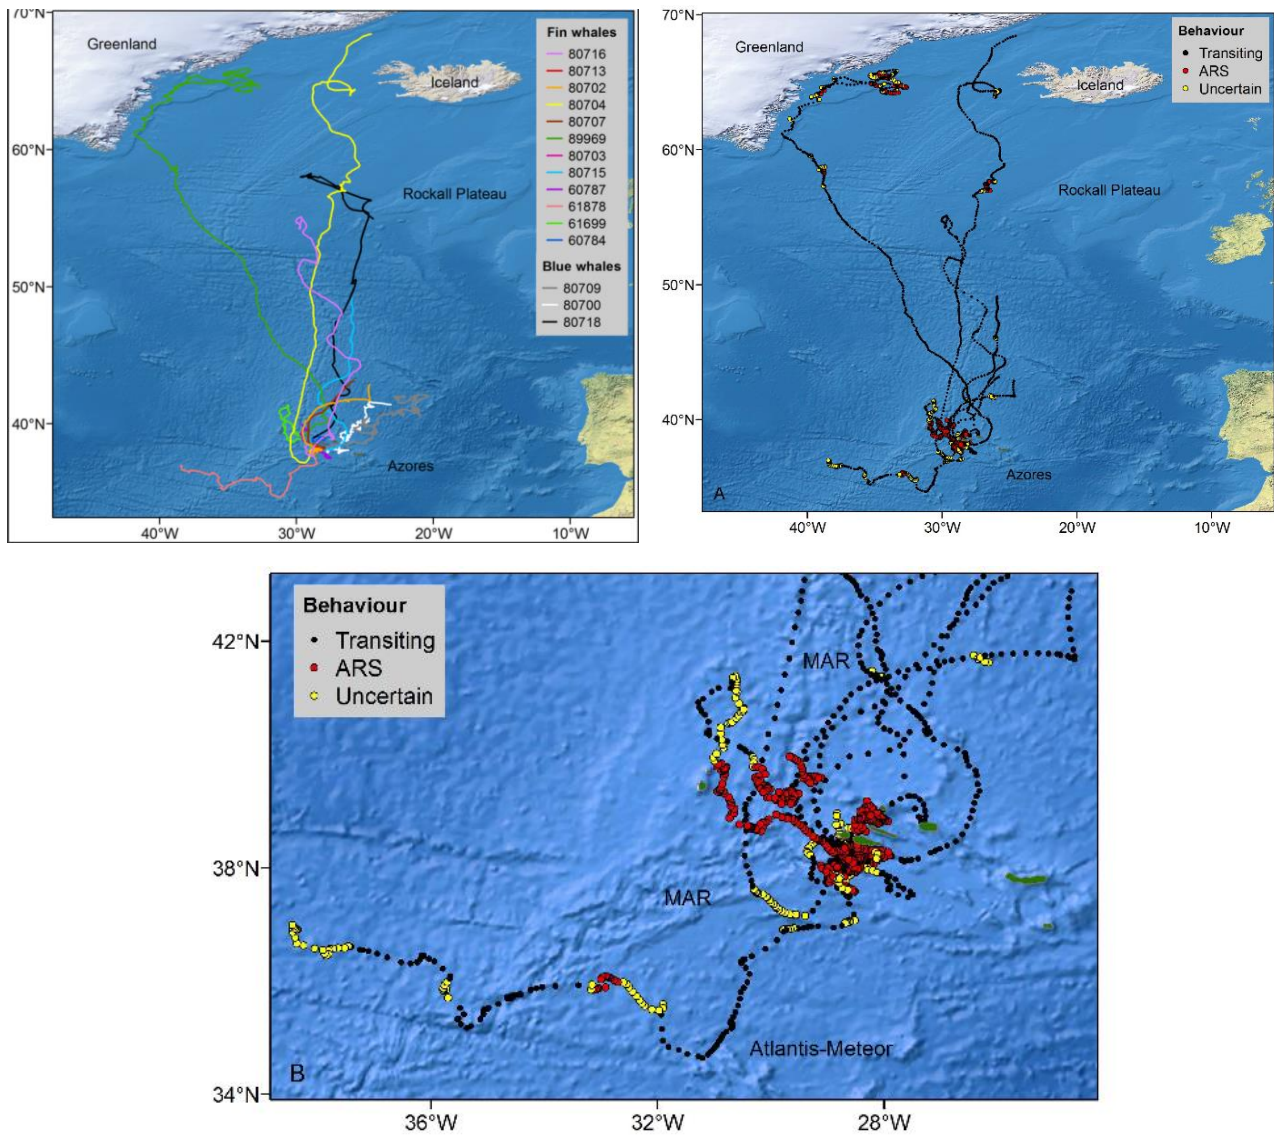 70°N
60°N
50°N
40°N
40°W
30°W
20°W
10°W
Greenland
Iceland
Rockall Plateau
Azores
Fin whales
80716
80713
80702
80704
80707
89969
80703
80715
60787
61878
61699
60784
Blue whales
80709
80700
80718
70°N
60°N
50°N
40°N
40°W
30°W
20°W
10°W
Greenland
Iceland
Rockall Plateau
Azores
A
Behaviour
Transiting
ARS
Uncertain
Behaviour
Transiting
ARS
Uncertain
42°N
38°N
34°N
36°W
32°W
28°W
MAR
MAR
Atlantis-Meteor
B